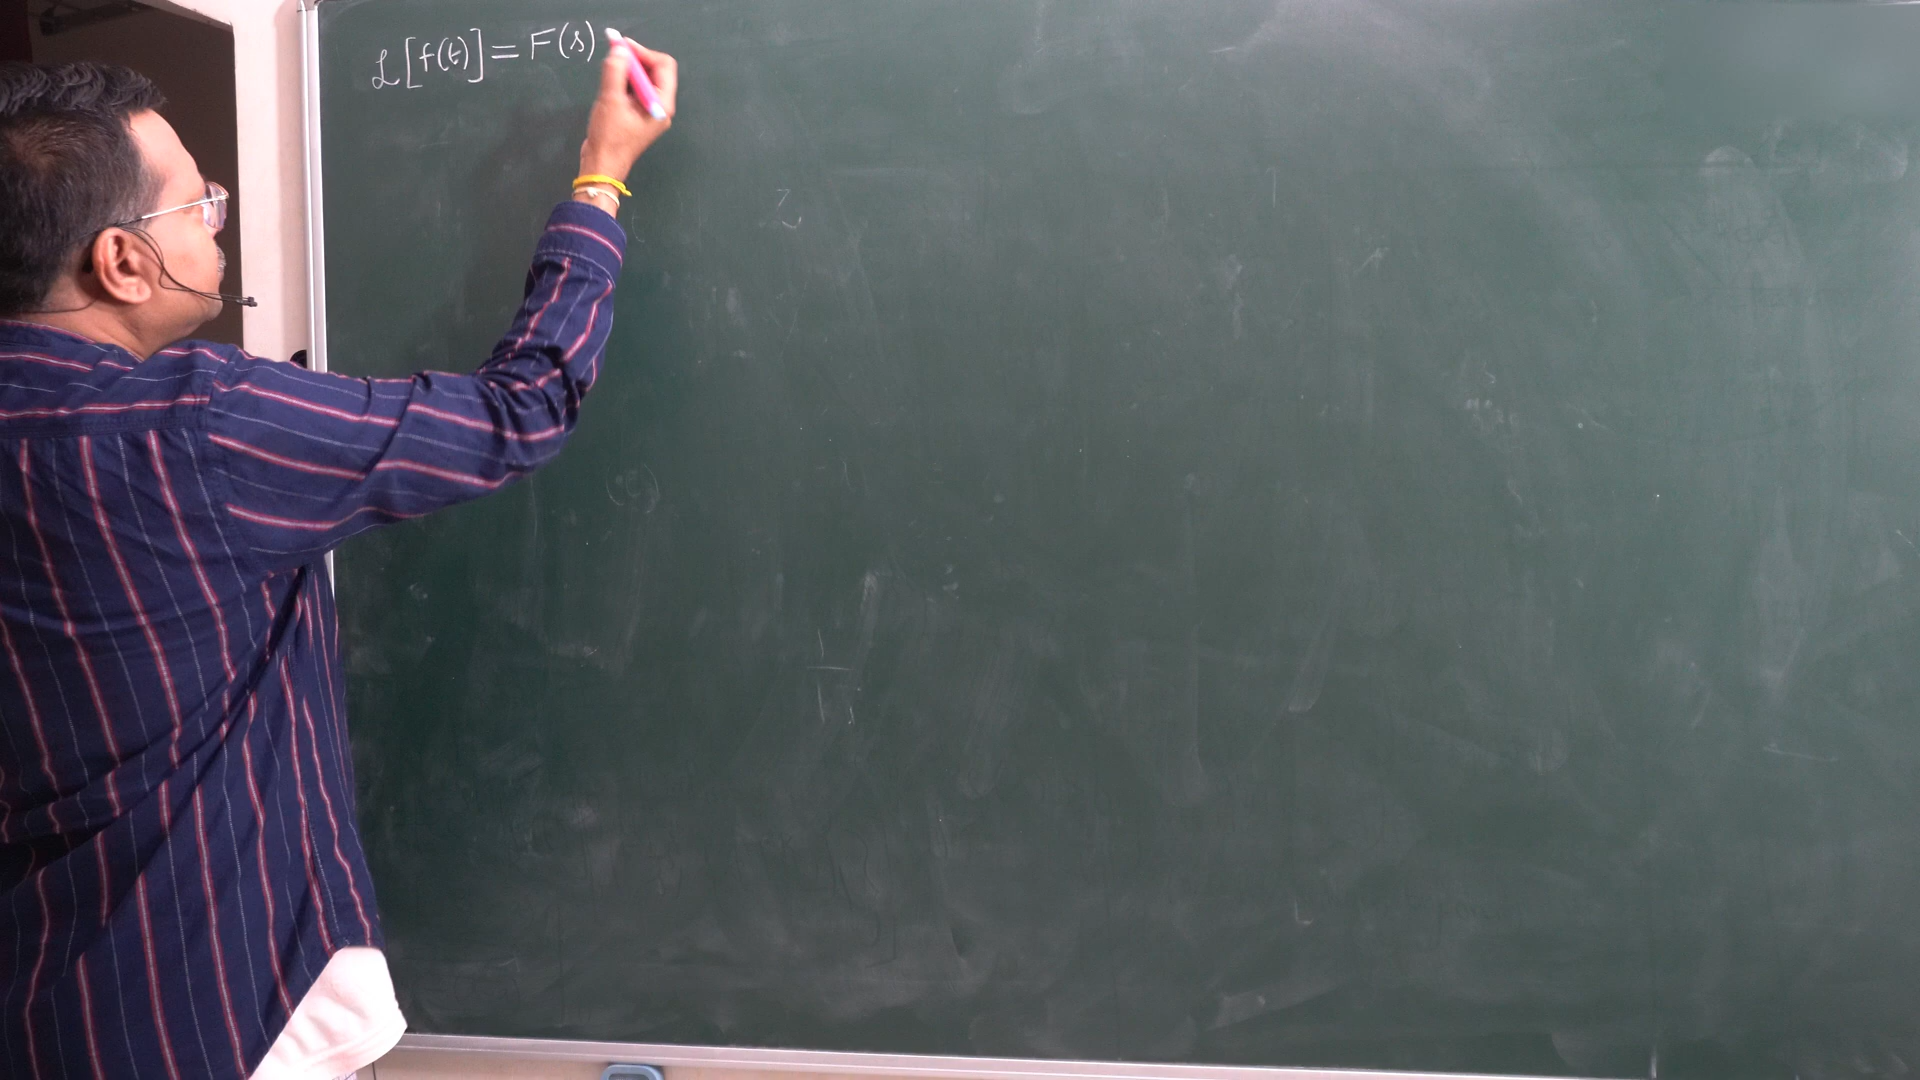 ℒ[f(t)] = F(s)